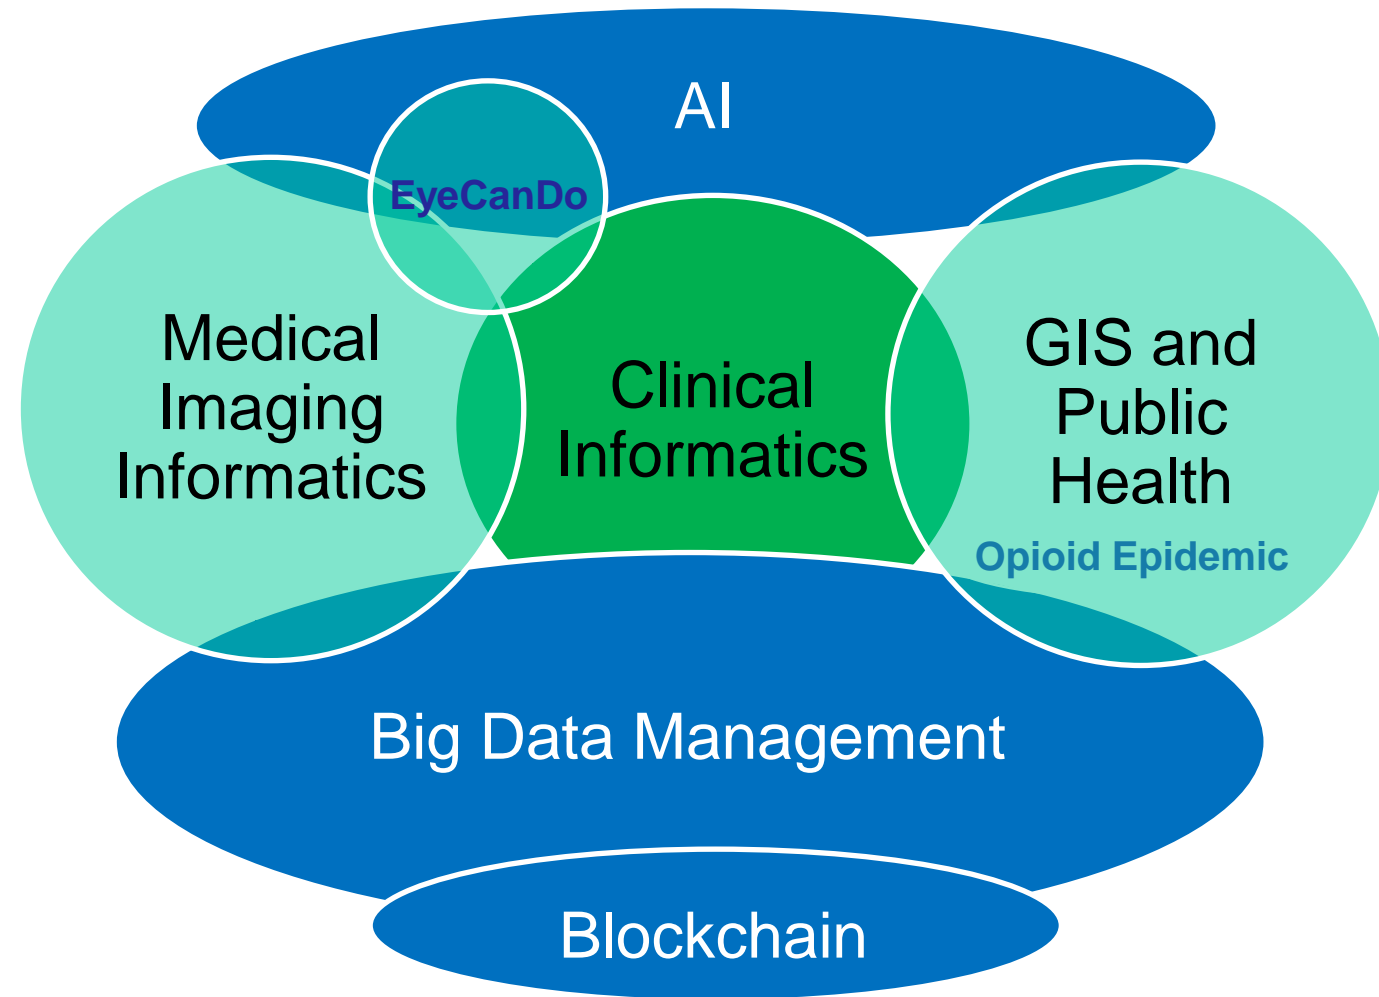 AI
EyeCanDo
Medical
Imaging
Informatics
Clinical
Informatics
GIS and
Public
Health
Opioid Epidemic
Big Data Management
Blockchain